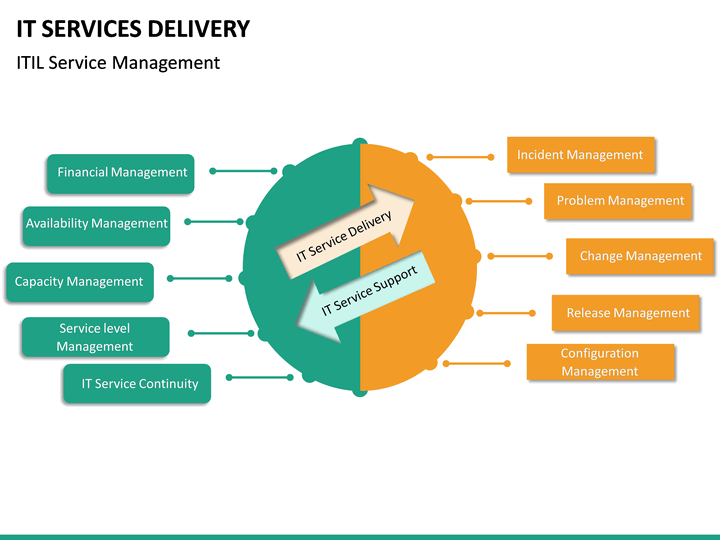 IT SERVICES DELIVERY
ITIL Service Management
Financial Management
Availability Management
Capacity Management
Service level
Management
IT Service Continuity
IT Service Delivery
IT Service Support
Incident Management
Problem Management
Change Management
Release Management
Configuration
Management